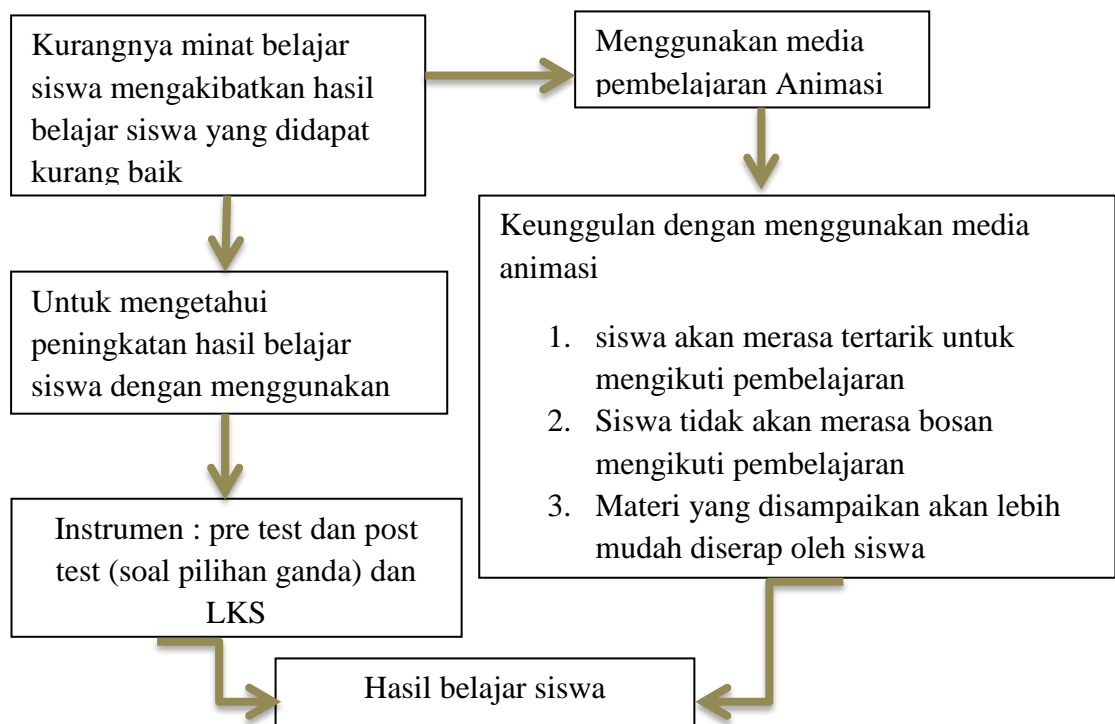 Kurangnya minat belajar
siswa mengakibatkan hasil
belajar siswa yang didapat
kurang baik
Menggunakan media
pembelajaran Animasi
Untuk mengetahui
peningkatan hasil belajar
siswa dengan menggunakan
Keunggulan dengan menggunakan media
animasi
1. siswa akan merasa tertarik untuk
mengikuti pembelajaran
2. Siswa tidak akan merasa bosan
mengikuti pembelajaran
3. Materi yang disampaikan akan lebih
mudah diserap oleh siswa
Instrumen : pre test dan post
test (soal pilihan ganda) dan
LKS
Hasil belajar siswa